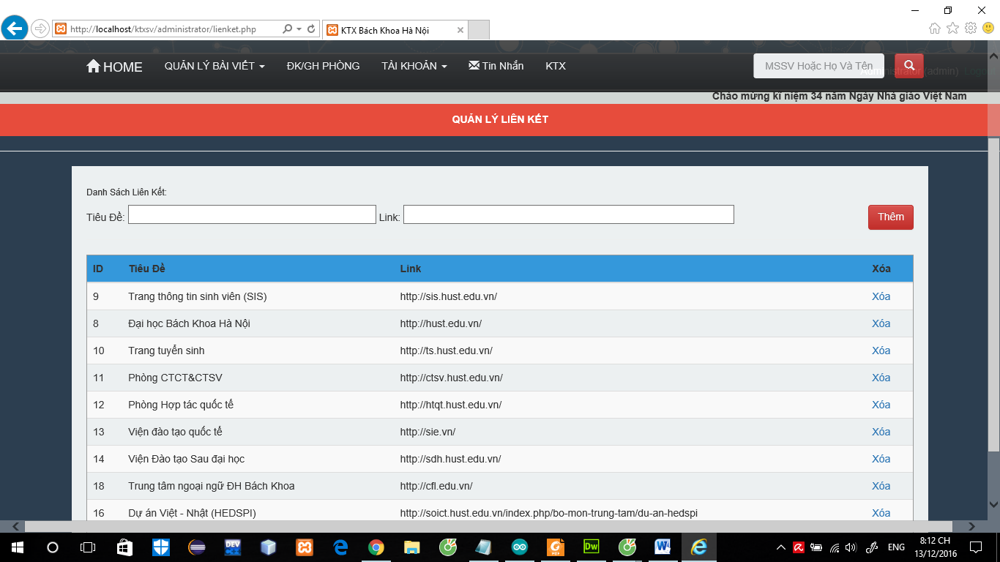 http://localhost/ktxsv/administrator/lienket.php
KTX Bách Khoa Hà Nội
HOME QUẢN LÝ BÀI VIẾT ĐK/GH PHÒNG TÀI KHOẢN Tin Nhắn KTX MSSV Hoặc Họ Và Tên
Administrator (admin)
Chào mừng kỉ niệm 34 năm Ngày Nhà giáo Việt Nam
QUẢN LÝ LIÊN KẾT
Danh Sách Liên Kết:
Tiêu Đề: Link: Thêm
ID Tiêu Đề Link Xóa
9 Trang thông tin sinh viên (SIS) http://sis.hust.edu.vn/ Xóa
8 Đại học Bách Khoa Hà Nội http://hust.edu.vn/ Xóa
10 Trang tuyển sinh http://ts.hust.edu.vn/ Xóa
11 Phòng CTCT&CTSV http://ctsv.hust.edu.vn/ Xóa
12 Phòng Hợp tác quốc tế http://htqt.hust.edu.vn/ Xóa
13 Viện đào tạo quốc tế http://sie.vn/ Xóa
14 Viện Đào tạo Sau đại học http://sdh.hust.edu.vn/ Xóa
18 Trung tâm ngoại ngữ ĐH Bách Khoa http://cfl.edu.vn/ Xóa
16 Dự án Việt - Nhật (HEDSPI) http://soict.hust.edu.vn/index.php/bo-mon-trung-tam/du-an-hedspi Xóa
DEV
PDF
Dw
ENG
8:12 CH
13/12/2016